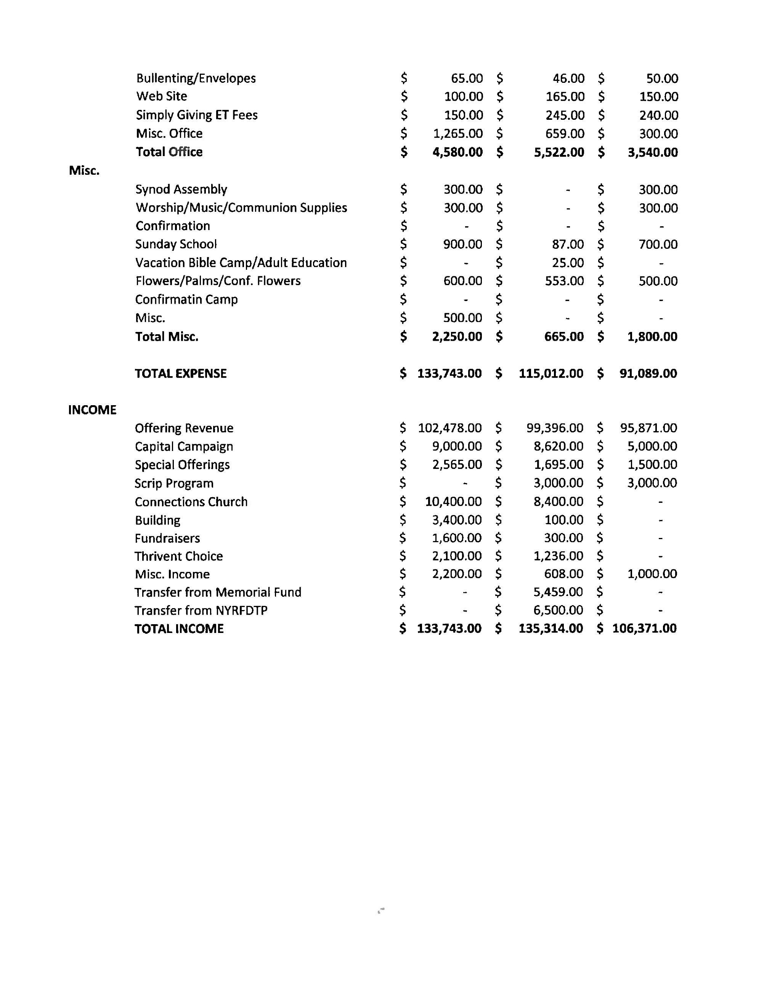 Bullenting/Envelopes $ 65.00 $ 46.00 $ 50.00
Web Site $ 100.00 $ 165.00 $ 150.00
Simply Giving ET Fees $ 150.00 $ 245.00 $ 240.00
Misc. Office $ 1,265.00 $ 659.00 $ 300.00
Total Office $ 4,580.00 $ 5,522.00 $ 3,540.00
Misc.
Synod Assembly $ 300.00 $ - $ 300.00
Worship/Music/Communion Supplies $ 300.00 $ - $ 300.00
Confirmation $ - $ - $ -
Sunday School $ 900.00 $ 87.00 $ 700.00
Vacation Bible Camp/Adult Education $ - $ 25.00 $ -
Flowers/Palms/Conf. Flowers $ 600.00 $ 553.00 $ 500.00
Confirmatin Camp $ - $ - $ -
Misc. $ 500.00 $ - $ -
Total Misc. $ 2,250.00 $ 665.00 $ 1,800.00
TOTAL EXPENSE $ 133,743.00 $ 115,012.00 $ 91,089.00
INCOME
Offering Revenue $ 102,478.00 $ 99,396.00 $ 95,871.00
Capital Campaign $ 9,000.00 $ 8,620.00 $ 5,000.00
Special Offerings $ 2,565.00 $ 1,695.00 $ 1,500.00
Scrip Program $ - $ 3,000.00 $ 3,000.00
Connections Church $ 10,400.00 $ 8,400.00 $ -
Building $ 3,400.00 $ 100.00 $ -
Fundraisers $ 1,600.00 $ 300.00 $ -
Thrivent Choice $ 2,100.00 $ 1,236.00 $ -
Misc. Income $ 2,200.00 $ 608.00 $ 1,000.00
Transfer from Memorial Fund $ - $ 5,459.00 $ -
Transfer from NYRFDTP $ - $ 6,500.00 $ -
TOTAL INCOME $ 133,743.00 $ 135,314.00 $ 106,371.00